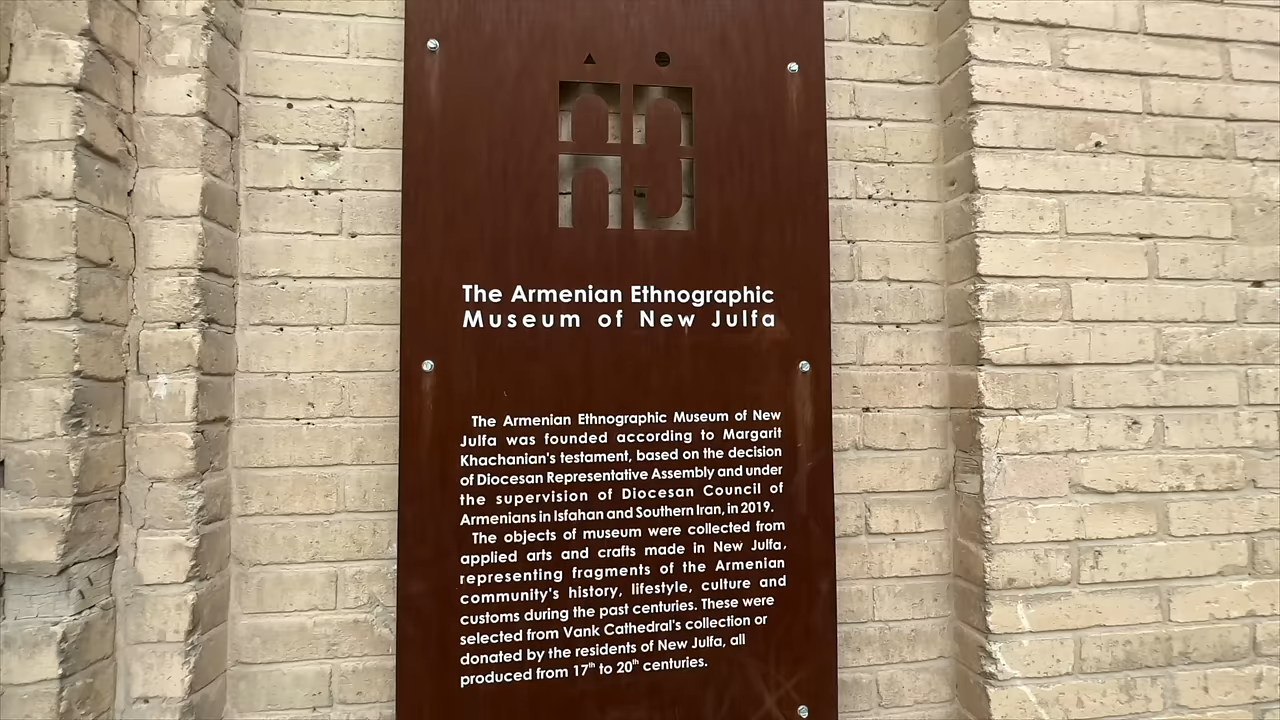 The Armenian Ethnographic
Museum of New Julfa
The Armenian Ethnographic Museum of New
Julfa was founded according to Margarit
Khachanian's testament, based on the decision
of Diocesan Representative Assembly and under
the supervision of Diocesan Council of
Armenians in Isfahan and Southern Iran, in 2019.
The objects of museum were collected from
applied arts and crafts made in New Julfa,
representing fragments of the Armenian
community's history, lifestyle, culture and
customs during the past centuries. These were
selected from Vank Cathedral's collection or
donated by the residents of New Julfa, all
produced from 17th to 20th centuries.